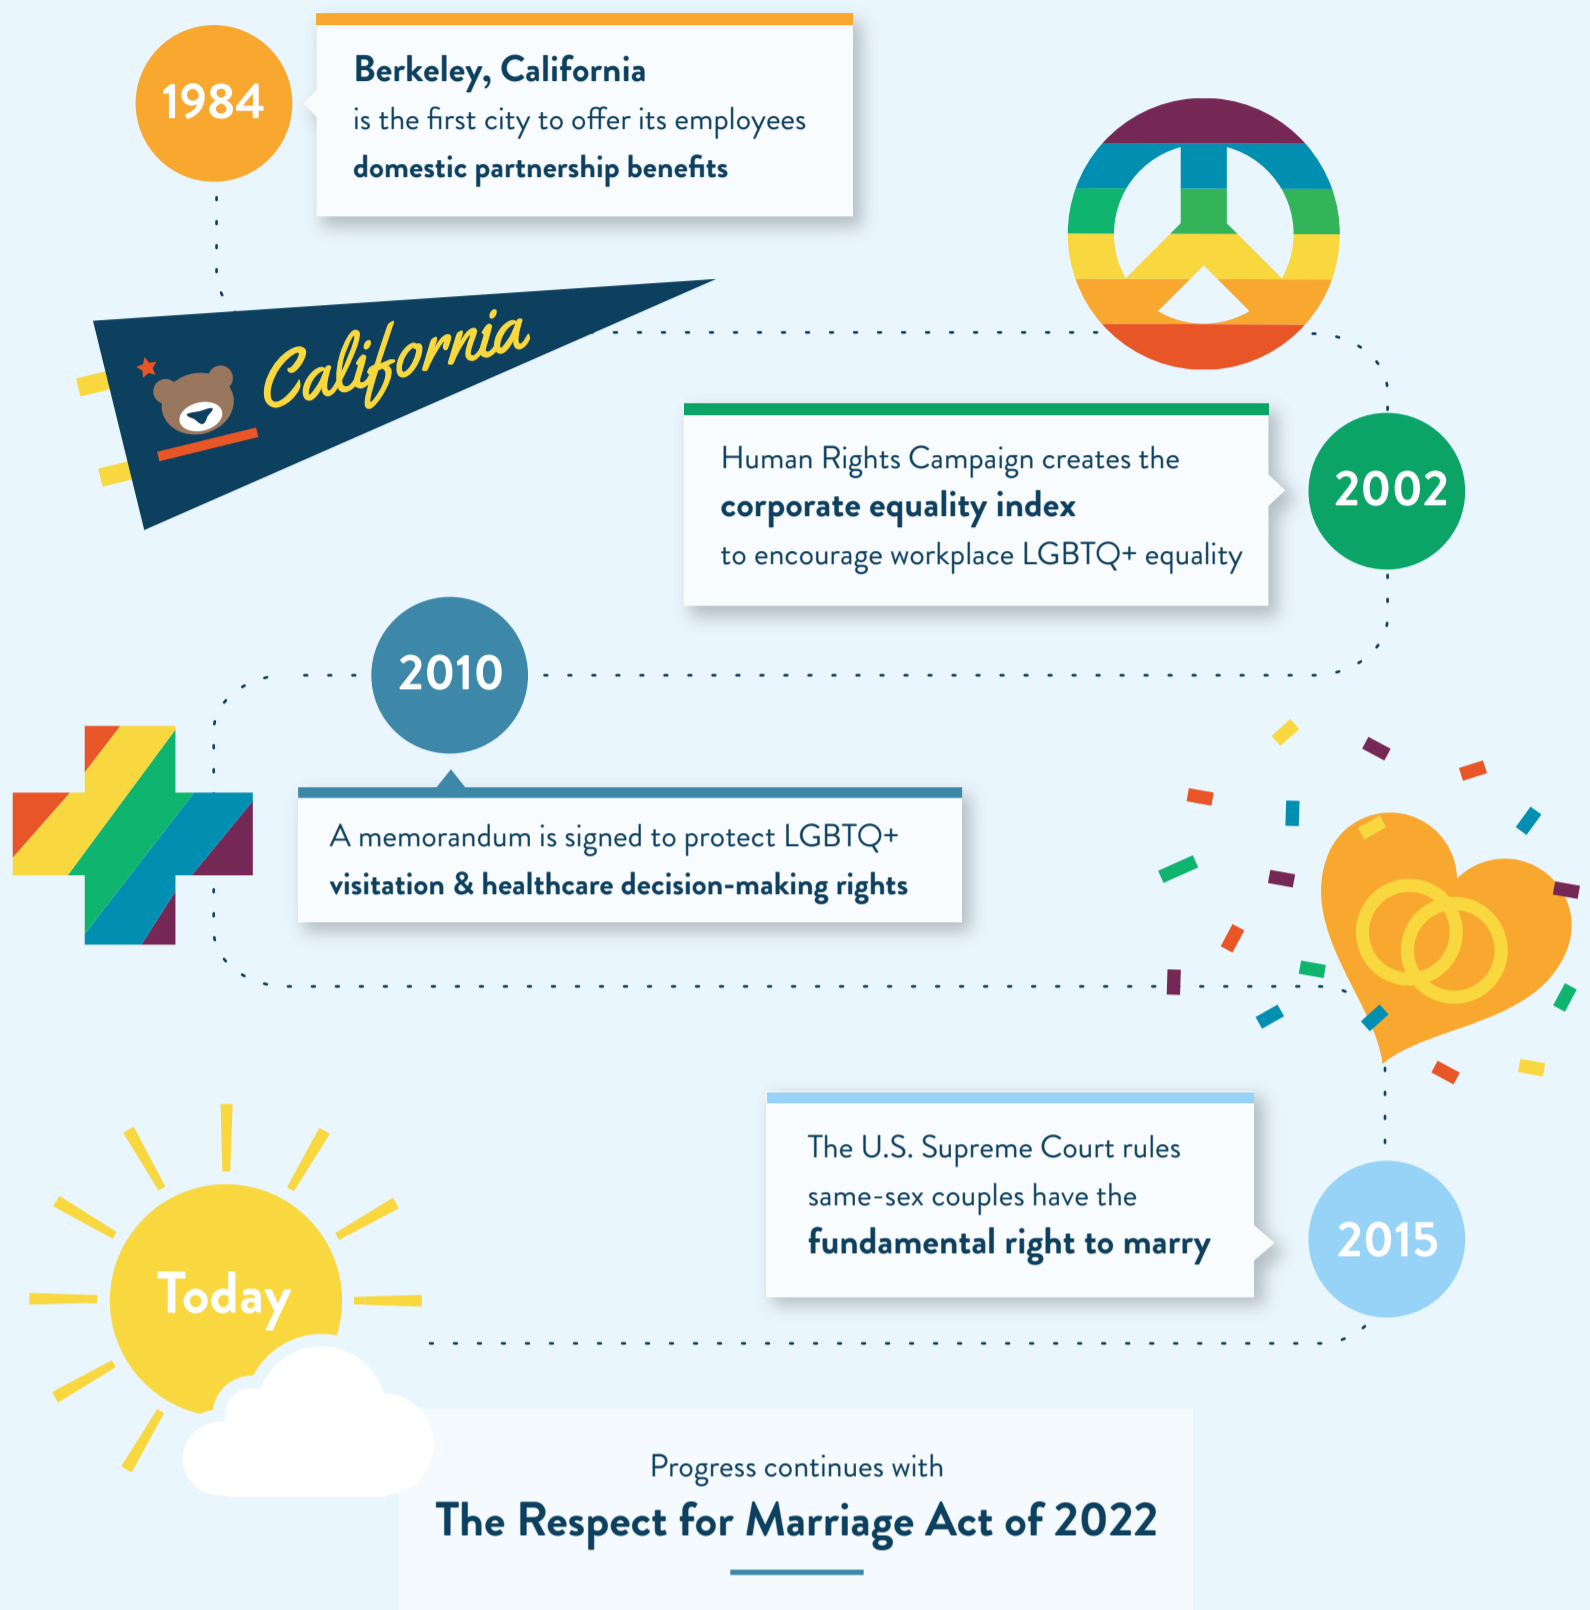 1984
Berkeley, California
is the first city to offer its employees
domestic partnership benefits
California
Human Rights Campaign creates the
corporate equality index
to encourage workplace LGBTQ+ equality
2002
2010
A memorandum is signed to protect LGBTQ+
visitation & healthcare decision-making rights
The U.S. Supreme Court rules
same-sex couples have the
fundamental right to marry
2015
Today
Progress continues with
The Respect for Marriage Act of 2022